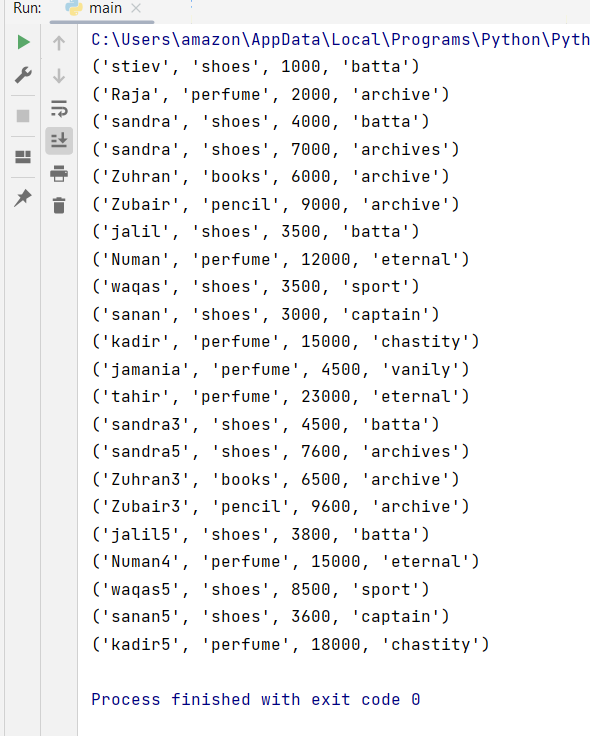 Run: main
C:\Users\amazon\AppData\Local\Programs\Python\Pyth
('stiev', 'shoes', 1000, 'batta')
('Raja', 'perfume', 2000, 'archive')
('sandra', 'shoes', 4000, 'batta')
('sandra', 'shoes', 7000, 'archives')
('Zuhran', 'books', 6000, 'archive')
('Zubair', 'pencil', 9000, 'archive')
('jalil', 'shoes', 3500, 'batta')
('Numan', 'perfume', 12000, 'eternal')
('waqas', 'shoes', 3500, 'sport')
('sanan', 'shoes', 3000, 'captain')
('kadir', 'perfume', 15000, 'chastity')
('jamania', 'perfume', 4500, 'vanily')
('tahir', 'perfume', 23000, 'eternal')
('sandra3', 'shoes', 4500, 'batta')
('sandra5', 'shoes', 7600, 'archives')
('Zuhran3', 'books', 6500, 'archive')
('Zubair3', 'pencil', 9600, 'archive')
('jalil5', 'shoes', 3800, 'batta')
('Numan4', 'perfume', 15000, 'eternal')
('waqas5', 'shoes', 8500, 'sport')
('sanan5', 'shoes', 3600, 'captain')
('kadir5', 'perfume', 18000, 'chastity')
Process finished with exit code 0